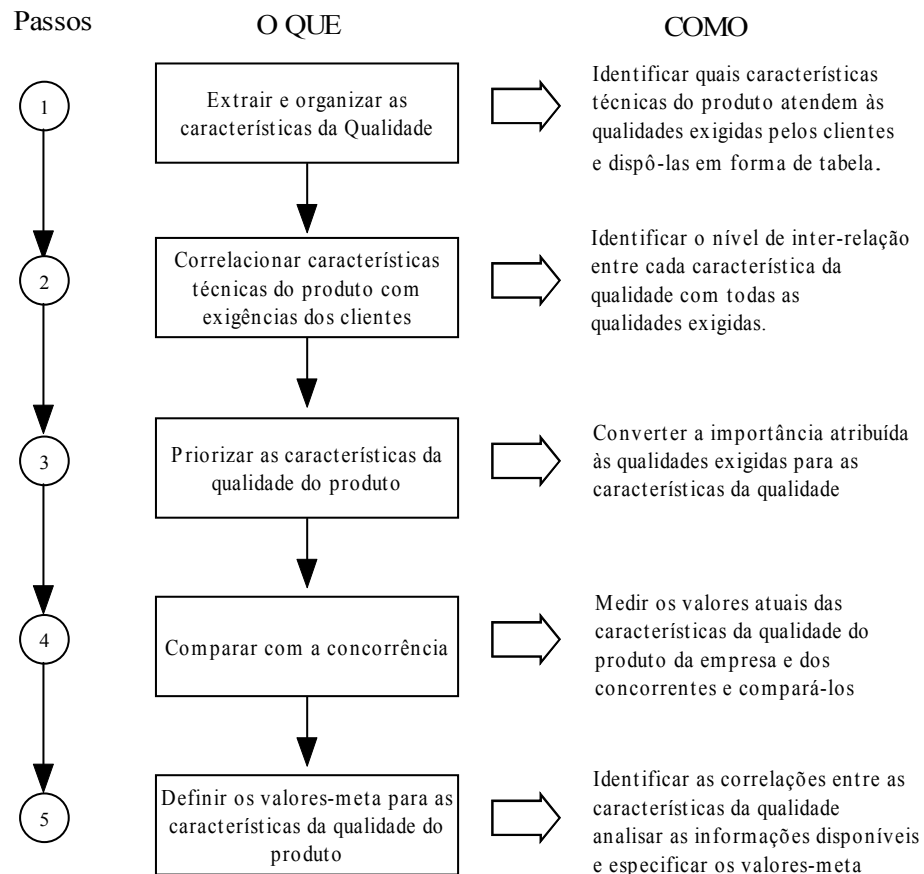 Passos
O QUE
COMO
1
Extrair e organizar as
características da Qualidade
Identificar quais características
técnicas do produto atendem às
qualidades exigidas pelos clientes
e dispô-las em forma de tabela.
2
Correlacionar características
técnicas do produto com
exigências dos clientes
Identificar o nível de inter-relação
entre cada característica da
qualidade com todas as
qualidades exigidas.
3
Priorizar as características da
qualidade do produto
Converter a importância atribuída
às qualidades exigidas para as
características da qualidade
4
Comparar com a concorrência
Medir os valores atuais das
características da qualidade do
produto da empresa e dos
concorrentes e compará-los
5
Definir os valores-meta para as
características da qualidade do
produto
Identificar as correlações entre as
características da qualidade
analisar as informações disponíveis
e especificar os valores-meta